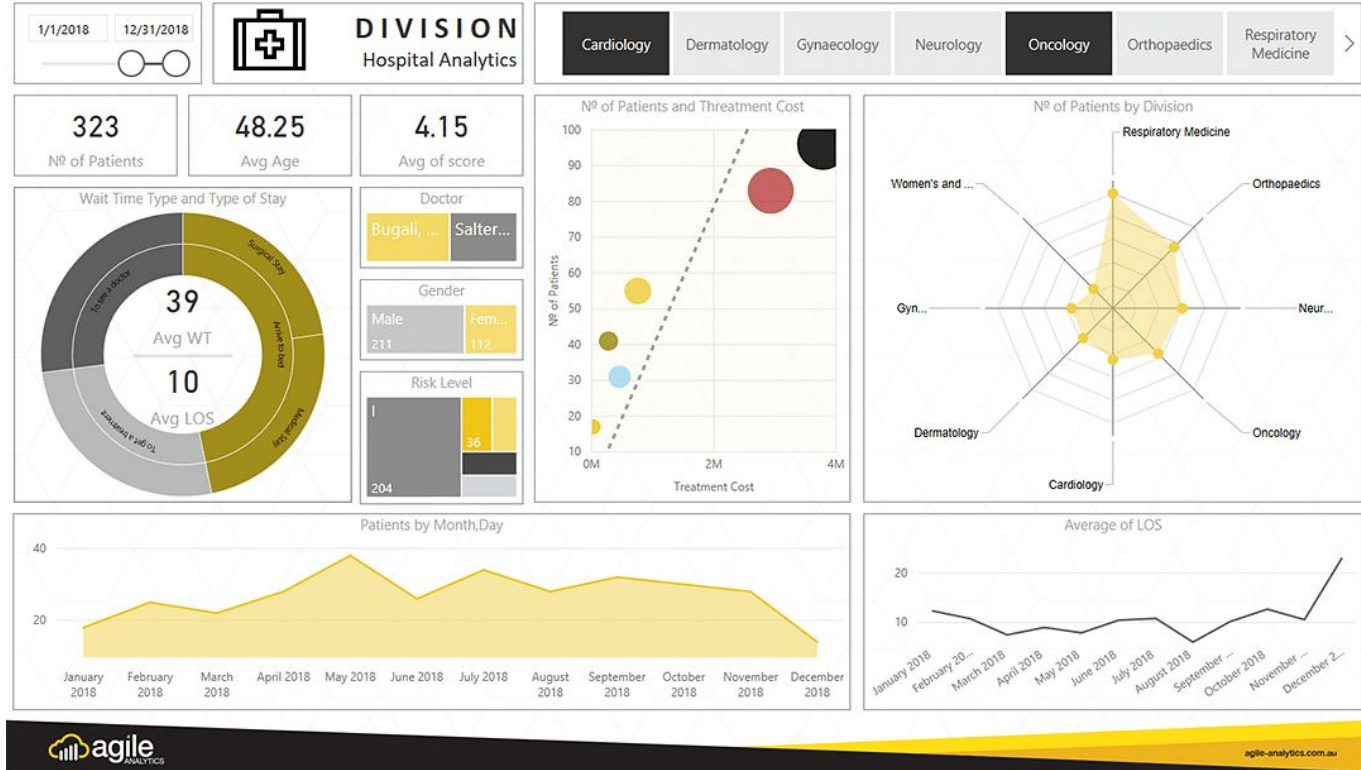 1/1/2018
12/31/2018
DIVISION
Hospital Analytics
Cardiology
Dermatology
Gynaecology
Neurology
Oncology
Orthopaedics
Respiratory
Medicine
323
Nº of Patients
48.25
Avg Age
4.15
Avg of score
Wait Time Type and Type of Stay
Surgical Stay
To see a doctor
Arrive to bed
39
Avg WT
10
Avg LOS
To get a treatment
Medical Stay
Doctor
Bugali, ...
Salter...
Gender
Male
211
Fem...
112
Risk Level
I
36
204
Nº of Patients and Threatment Cost
Nº of Patients
100
90
80
70
60
50
40
30
20
10
0M
2M
4M
Treatment Cost
Nº of Patients by Division
Respiratory Medicine
Women's and ...
Orthopaedics
Gyn...
Neur...
Dermatology
Oncology
Cardiology
Patients by Month,Day
40
20
January
2018
February
2018
March
2018
April 2018
May 2018
June 2018
July 2018
August
2018
September
2018
October
2018
November
2018
December
2018
Average of LOS
20
10
January 2018
February 20...
March 2018
April 2018
May 2018
June 2018
July 2018
August 2018
September ...
October 2018
November ...
December 2...
agile
ANALYTICS
agile-analytics.com.au